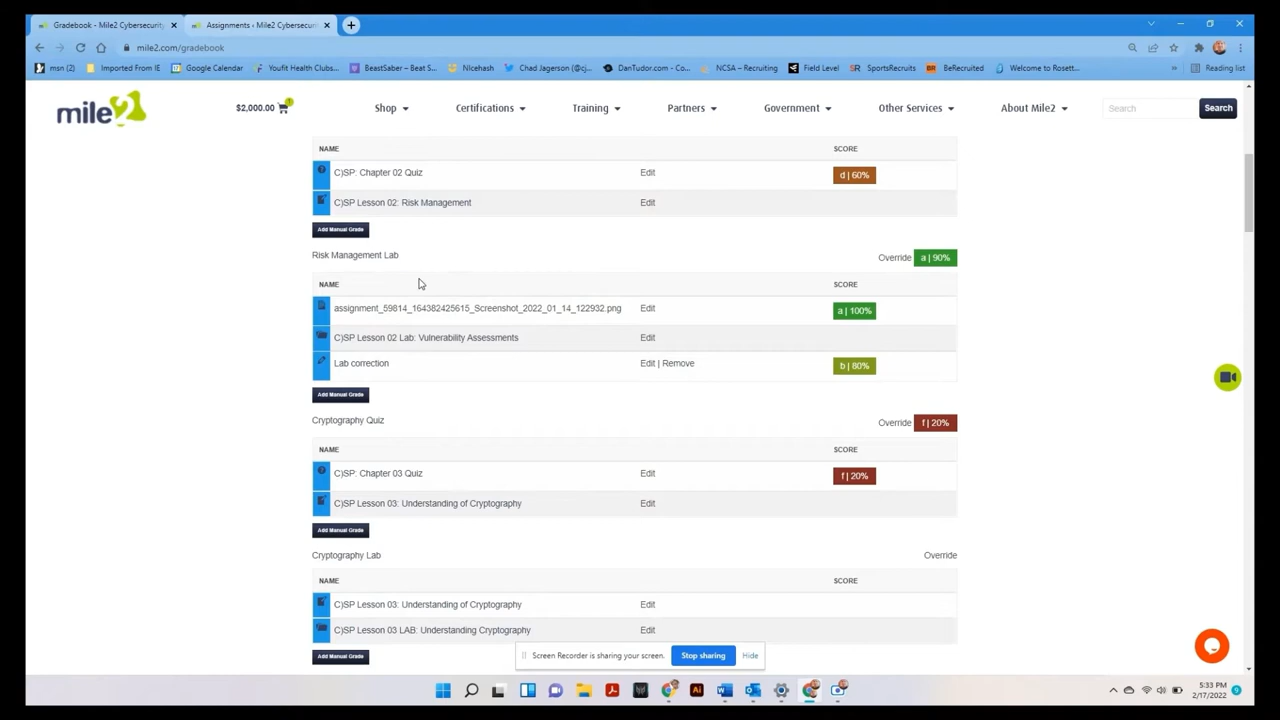 Gradebook - Mile2 Cybersecurity
Assignments ‹ Mile2 Cybersecuri
mile2.com/gradebook
msn (2) Imported From IE Google Calendar Youfit Health Clubs... BeastSaber – Beat S... NIcehash Chad Jagerson (@cj... DanTudor.com - Co... NCSA – Recruiting Field Level SportsRecruits BeRecruited Welcome to Rosett... » Reading list
mile2 $2,000.00 1 Shop Certifications Training Partners Government Other Services About Mile2 Search Search
NAME SCORE
C)SP: Chapter 02 Quiz Edit d | 60%
C)SP Lesson 02: Risk Management Edit
Add Manual Grade
Risk Management Lab Override a | 90%
NAME SCORE
assignment_59814_164382425615_Screenshot_2022_01_14_122932.png Edit a | 100%
C)SP Lesson 02 Lab: Vulnerability Assessments Edit
Lab correction Edit | Remove b | 80%
Add Manual Grade
Cryptography Quiz Override f | 20%
NAME SCORE
C)SP: Chapter 03 Quiz Edit f | 20%
C)SP Lesson 03: Understanding of Cryptography Edit
Add Manual Grade
Cryptography Lab Override
NAME SCORE
C)SP Lesson 03: Understanding of Cryptography Edit
C)SP Lesson 03 LAB: Understanding Cryptography Edit
Add Manual Grade
Screen Recorder is sharing your screen. Stop sharing Hide
5:33 PM
2/17/2022